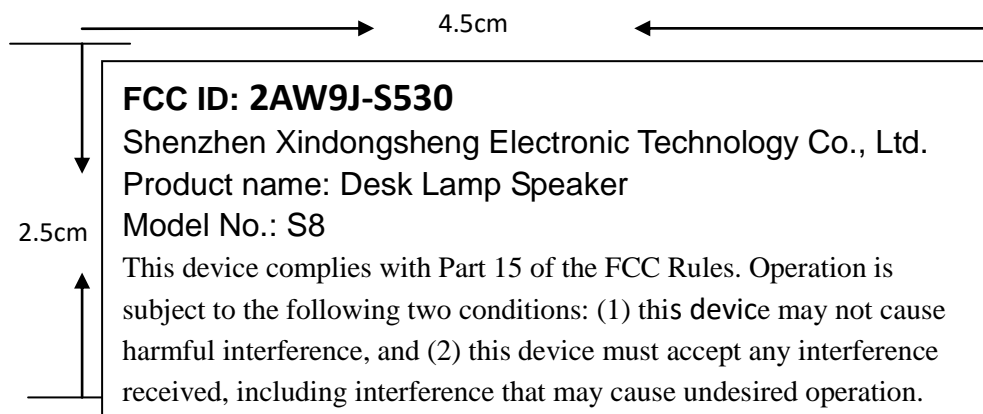 4.5cm
FCC ID: 2AW9J-S530
Shenzhen Xindongsheng Electronic Technology Co., Ltd.
Product name: Desk Lamp Speaker
Model No.: S8
2.5cm
This device complies with Part 15 of the FCC Rules. Operation is
subject to the following two conditions: (1) this device may not cause
harmful interference, and (2) this device must accept any interference
received, including interference that may cause undesired operation.